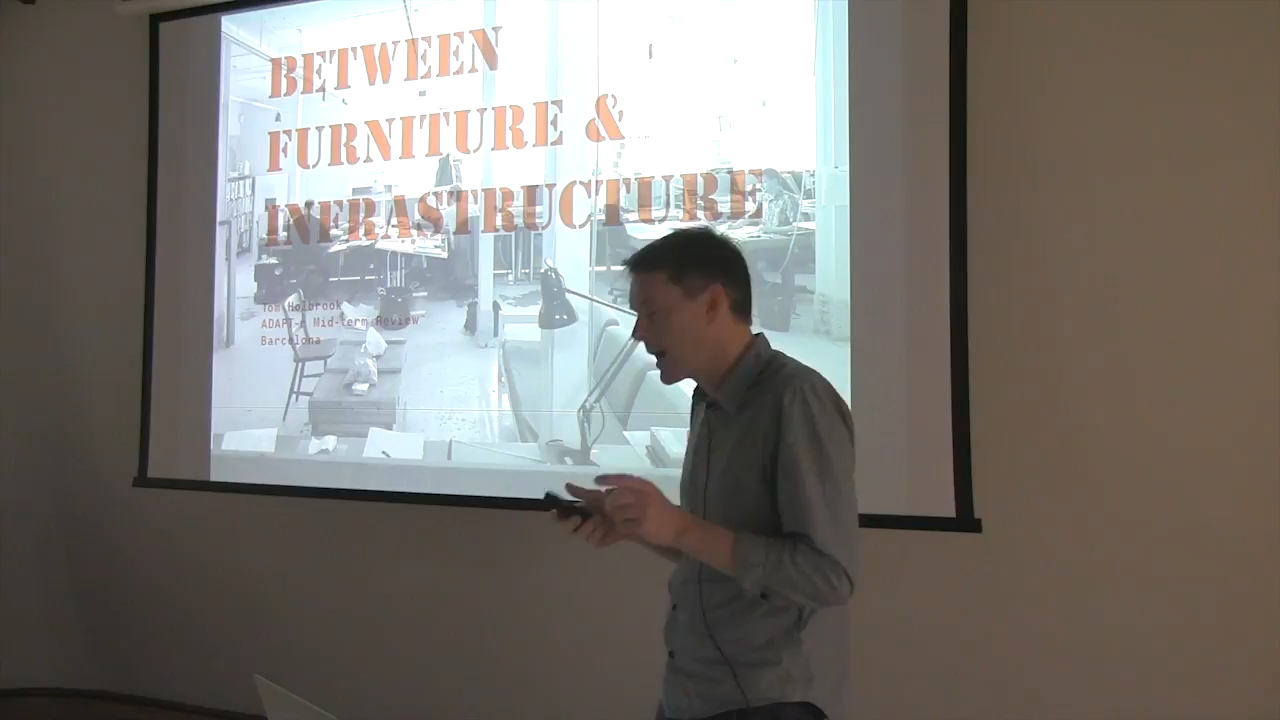 BETWEEN
FURNITURE &
INFRASTRUCTURE
Tom Holbrook
ADAPT-r Mid-term Review
Barcelona